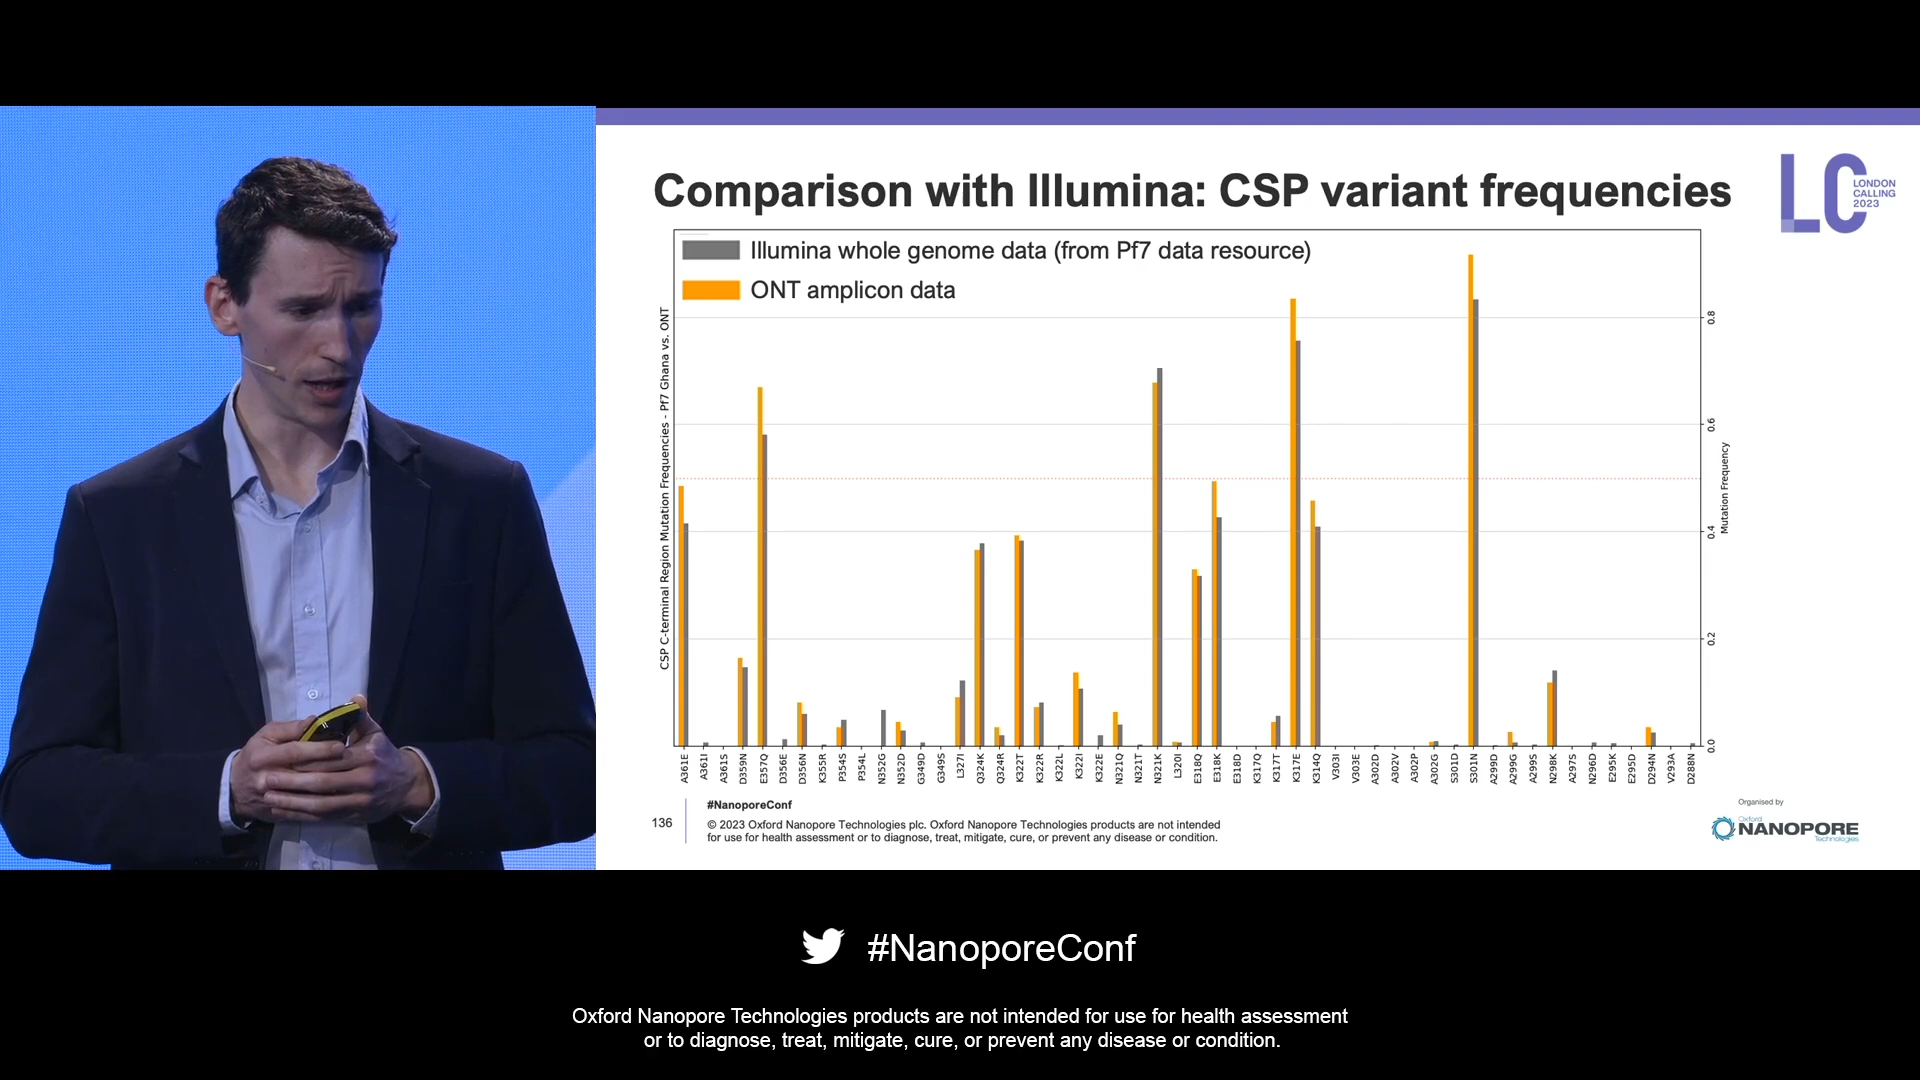 Comparison with Illumina: CSP variant frequencies
LONDON
CALLING
2023
LC
Illumina whole genome data (from Pf7 data resource)
ONT amplicon data
CSP C-terminal Region Mutation Frequencies - Pf7 Ghana vs. ONT
0.8
0.6
0.4
0.2
0.0
Mutation Frequency
A361E
A361I
A361S
D359N
E357Q
D356E
D356N
K355R
P354S
P354L
N352G
N352D
G349D
G349S
L327I
Q324K
Q324R
K322T
K322R
K322L
K322I
K322E
N321Q
N321T
N321K
L320I
E318Q
E318K
E318D
K317Q
K317T
K317E
K314Q
V303I
V303E
A302D
A302V
A302P
A302G
S301D
S301N
A299D
A299G
A299S
N298K
A297S
N296D
E295K
E295D
D294N
V293A
D288N
136
#NanoporeConf
© 2023 Oxford Nanopore Technologies plc. Oxford Nanopore Technologies products are not intended
for use for health assessment or to diagnose, treat, mitigate, cure, or prevent any disease or condition.
Organised by
Oxford
NANOPORE
Technologies
#NanoporeConf
Oxford Nanopore Technologies products are not intended for use for health assessment
or to diagnose, treat, mitigate, cure, or prevent any disease or condition.